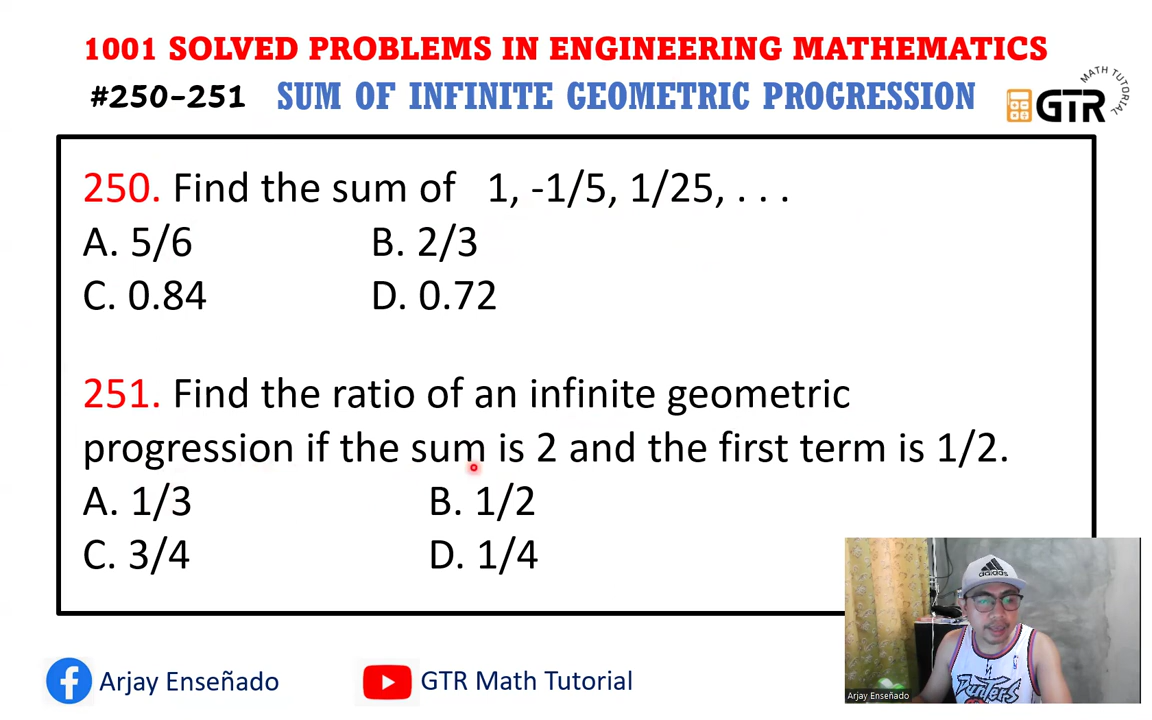 1001 SOLVED PROBLEMS IN ENGINEERING MATHEMATICS
#250-251 SUM OF INFINITE GEOMETRIC PROGRESSION
GTR
MATH TUTORIAL
250. Find the sum of 1, -1/5, 1/25, . . .
A. 5/6 B. 2/3
C. 0.84 D. 0.72
251. Find the ratio of an infinite geometric
progression if the sum is 2 and the first term is 1/2.
A. 1/3 B. 1/2
C. 3/4 D. 1/4
adidas
Arjay Enseñado
Arjay Enseñado
GTR Math Tutorial